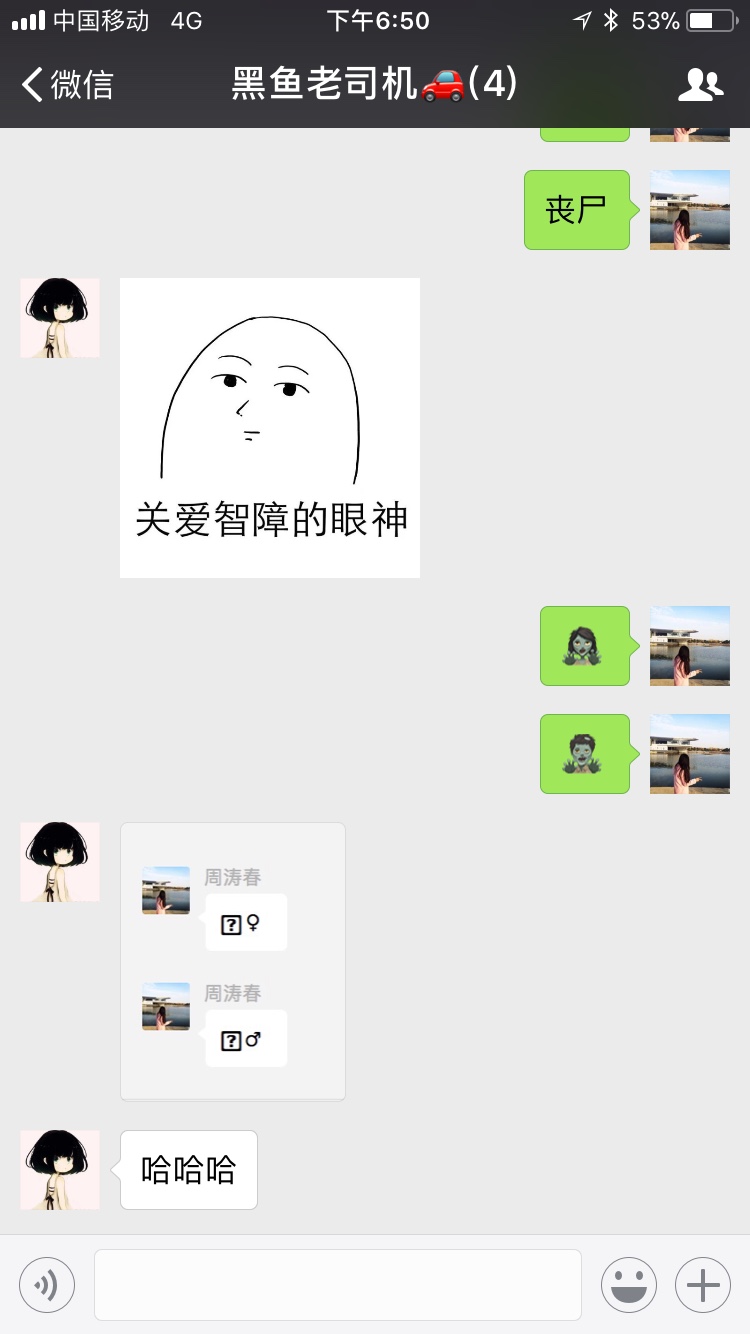 中国移动 4G 下午6:50 53%
微信 黑鱼老司机🚗(4)
丧尸
关爱智障的眼神
🧟‍♀️
🧟‍♂️
周涛春
⍰♀
周涛春
⍰♂
哈哈哈